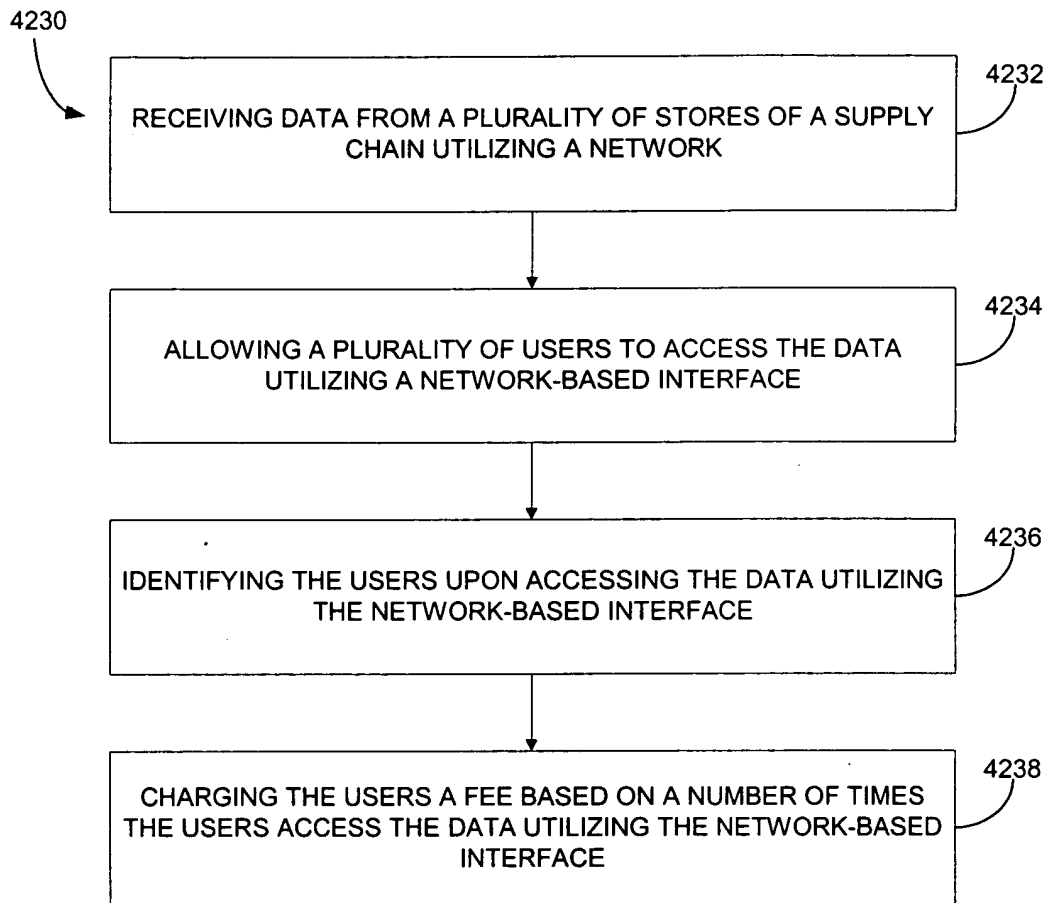 4230
4232
RECEIVING DATA FROM A PLURALITY OF STORES OF A SUPPLY
CHAIN UTILIZING A NETWORK
4234
ALLOWING A PLURALITY OF USERS TO ACCESS THE DATA
UTILIZING A NETWORK-BASED INTERFACE
4236
IDENTIFYING THE USERS UPON ACCESSING THE DATA UTILIZING
THE NETWORK-BASED INTERFACE
4238
CHARGING THE USERS A FEE BASED ON A NUMBER OF TIMES
THE USERS ACCESS THE DATA UTILIZING THE NETWORK-BASED
INTERFACE